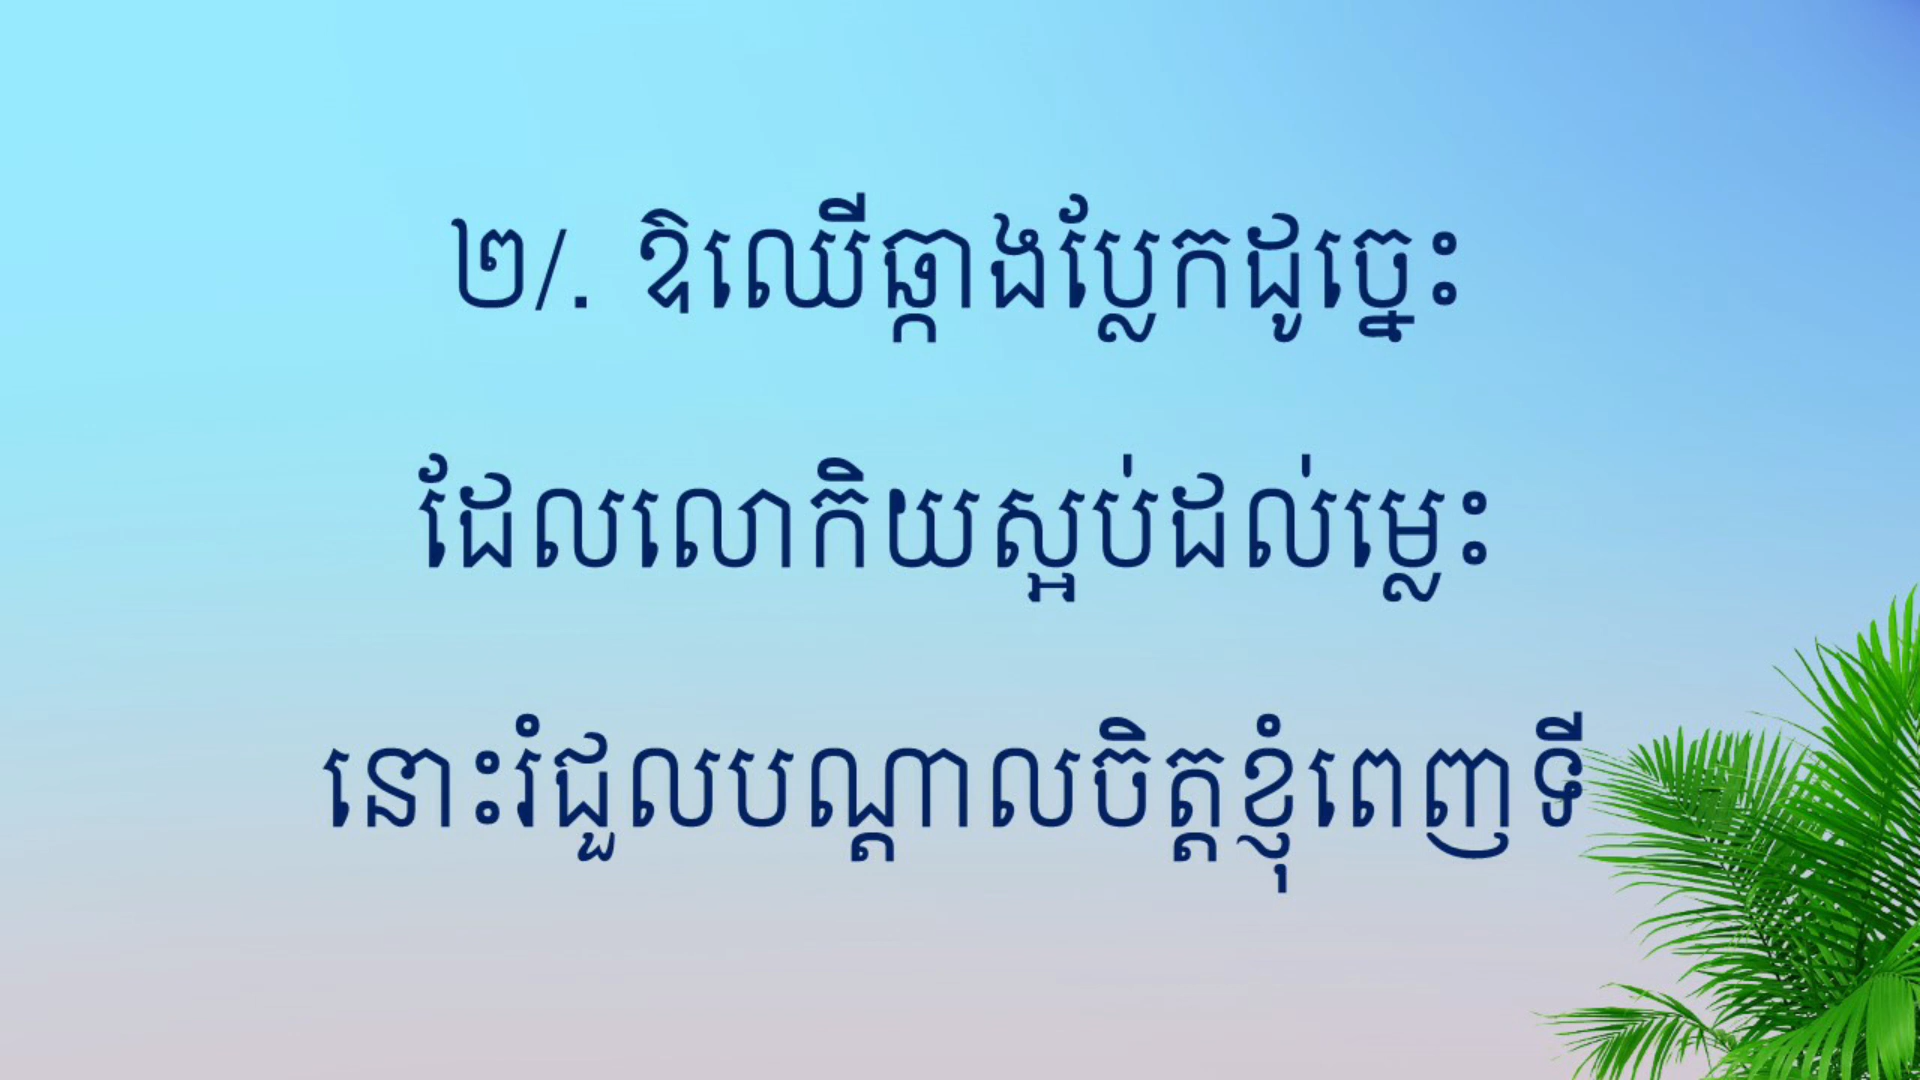 ២/. ឱឈើឆ្កាងប្លែកដូច្នេះ
ដែលលោកិយស្អប់ដល់ម្លេះ
នោះរំជួលបណ្ដាលចិត្តខ្ញុំពេញទី